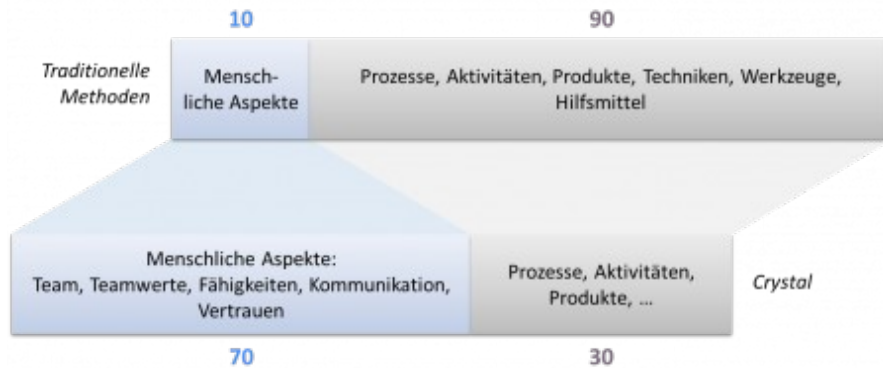 10 90
Traditionelle
Methoden
Mensch-
liche Aspekte
Prozesse, Aktivitäten, Produkte, Techniken, Werkzeuge,
Hilfsmittel
Menschliche Aspekte:
Team, Teamwerte, Fähigkeiten, Kommunikation,
Vertrauen
Prozesse, Aktivitäten,
Produkte, ...
Crystal
70 30